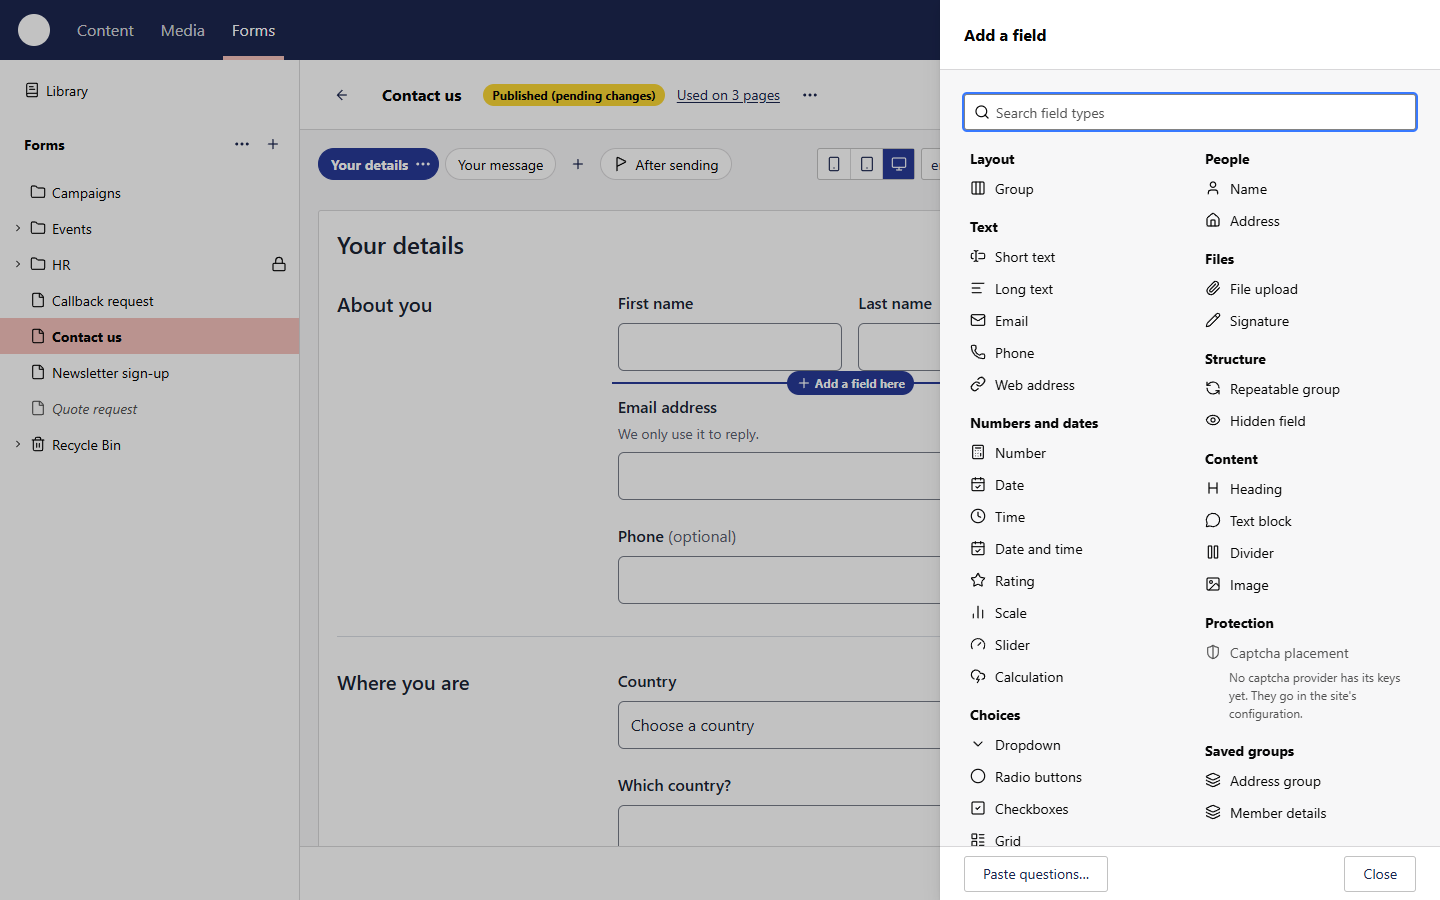 Content
Media
Forms
Library
Forms
Campaigns
Events
HR
Callback request
Contact us
Newsletter sign-up
Quote request
Recycle Bin
Contact us
Published (pending changes)
Used on 3 pages
Your details
Your message
After sending
Your details
About you
First name
Last name
Add a field here
Email address
We only use it to reply.
Phone (optional)
Where you are
Country
Choose a country
Which country?
Add a field
Search field types
Layout
Group
Text
Short text
Long text
Email
Phone
Web address
Numbers and dates
Number
Date
Time
Date and time
Rating
Scale
Slider
Calculation
Choices
Dropdown
Radio buttons
Checkboxes
Grid
People
Name
Address
Files
File upload
Signature
Structure
Repeatable group
Hidden field
Content
Heading
Text block
Divider
Image
Protection
Captcha placement
No captcha provider has its keys
yet. They go in the site's
configuration.
Saved groups
Address group
Member details
Paste questions...
Close